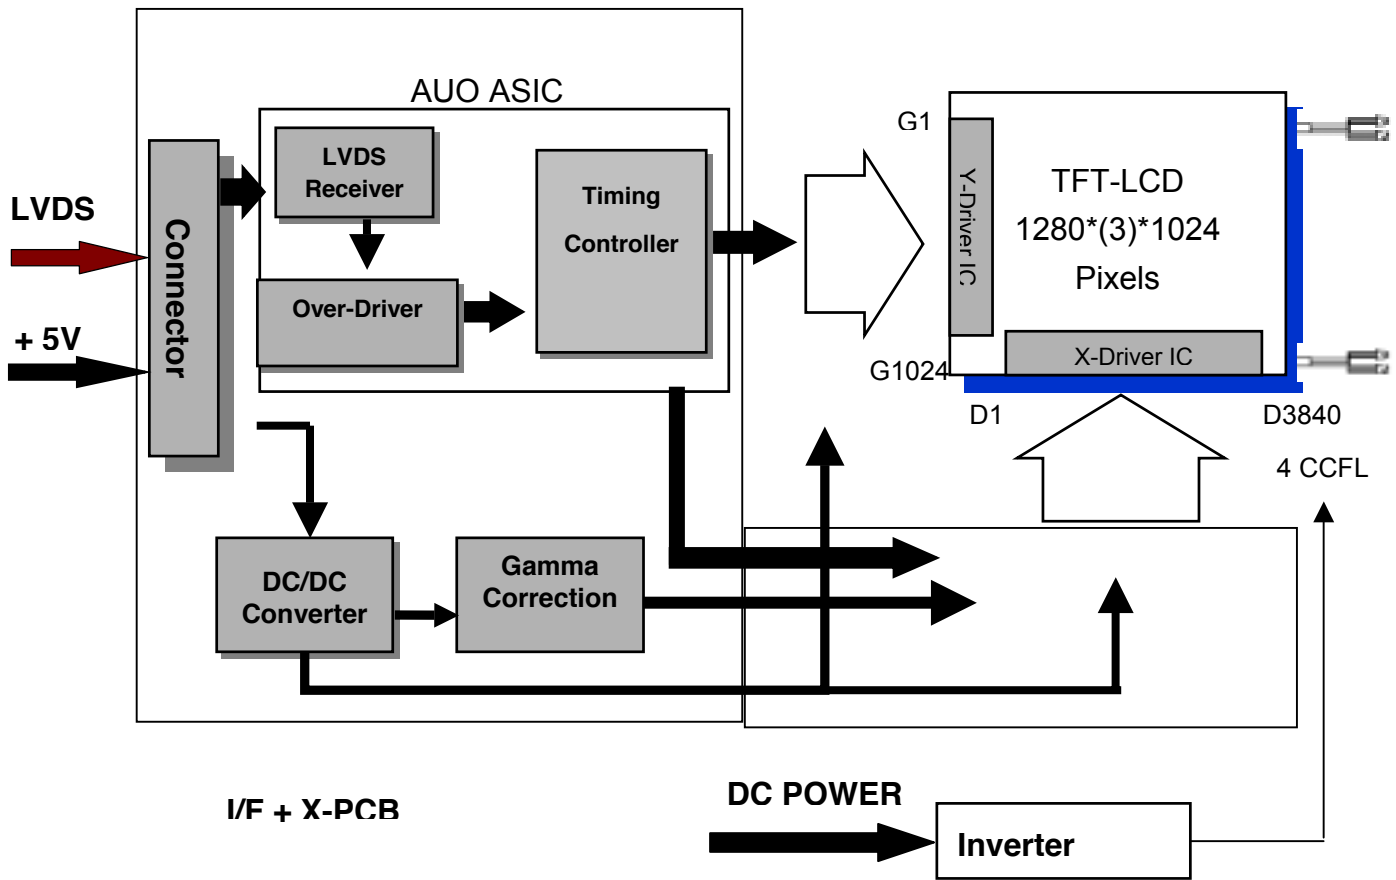 AUO ASIC
LVDS
Receiver
Timing
Controller
Over-Driver
LVDS
+ 5V
Connector
G1
Y-Driver IC
TFT-LCD
1280*(3)*1024
Pixels
X-Driver IC
G1024
D1
D3840
4 CCFL
DC/DC
Converter
Gamma
Correction
I/F + X-PCB
DC POWER
Inverter